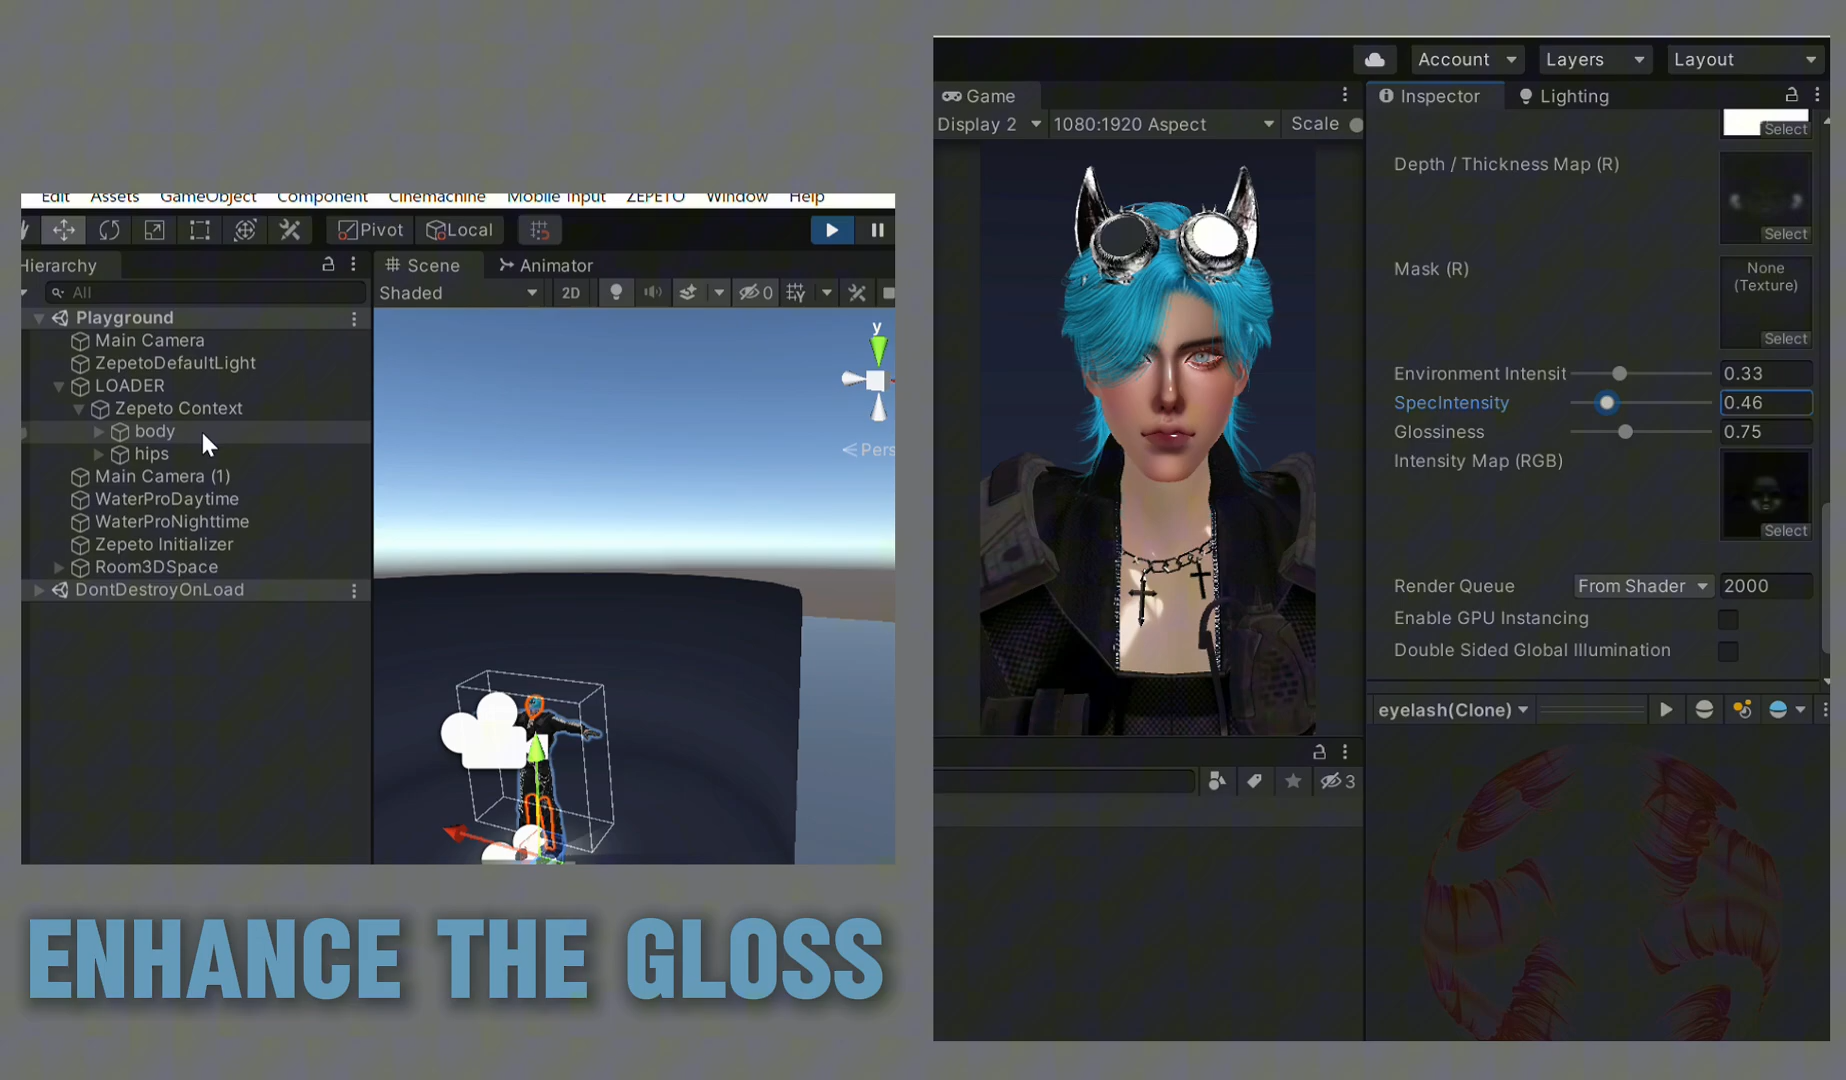 Edit Assets GameObject Component Cinemachine Mobile Input ZEPETO Window Help
Pivot Local
Hierarchy
All
Playground
Main Camera
ZepetoDefaultLight
LOADER
Zepeto Context
body
hips
Main Camera (1)
WaterProDaytime
WaterProNighttime
Zepeto Initializer
Room3DSpace
DontDestroyOnLoad
Scene Animator
Shaded 2D 0
y
Pers
ENHANCE THE GLOSS
Account Layers Layout
Game
Display 2 1080:1920 Aspect Scale
3
Inspector Lighting
Select
Depth / Thickness Map (R)
Select
Mask (R)
None
(Texture)
Select
Environment Intensit 0.33
SpecIntensity 0.46
Glossiness 0.75
Intensity Map (RGB)
Select
Render Queue From Shader 2000
Enable GPU Instancing
Double Sided Global Illumination
eyelash(Clone)